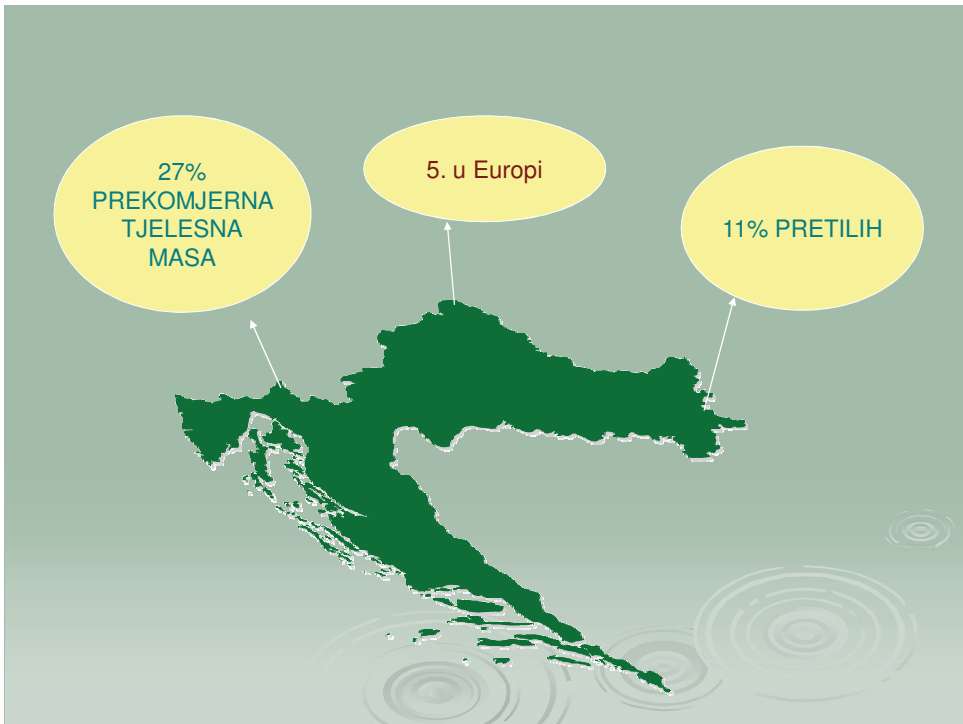 27%
PREKOMJERNA
TJELESNA
MASA
5. u Europi
11% PRETILIH